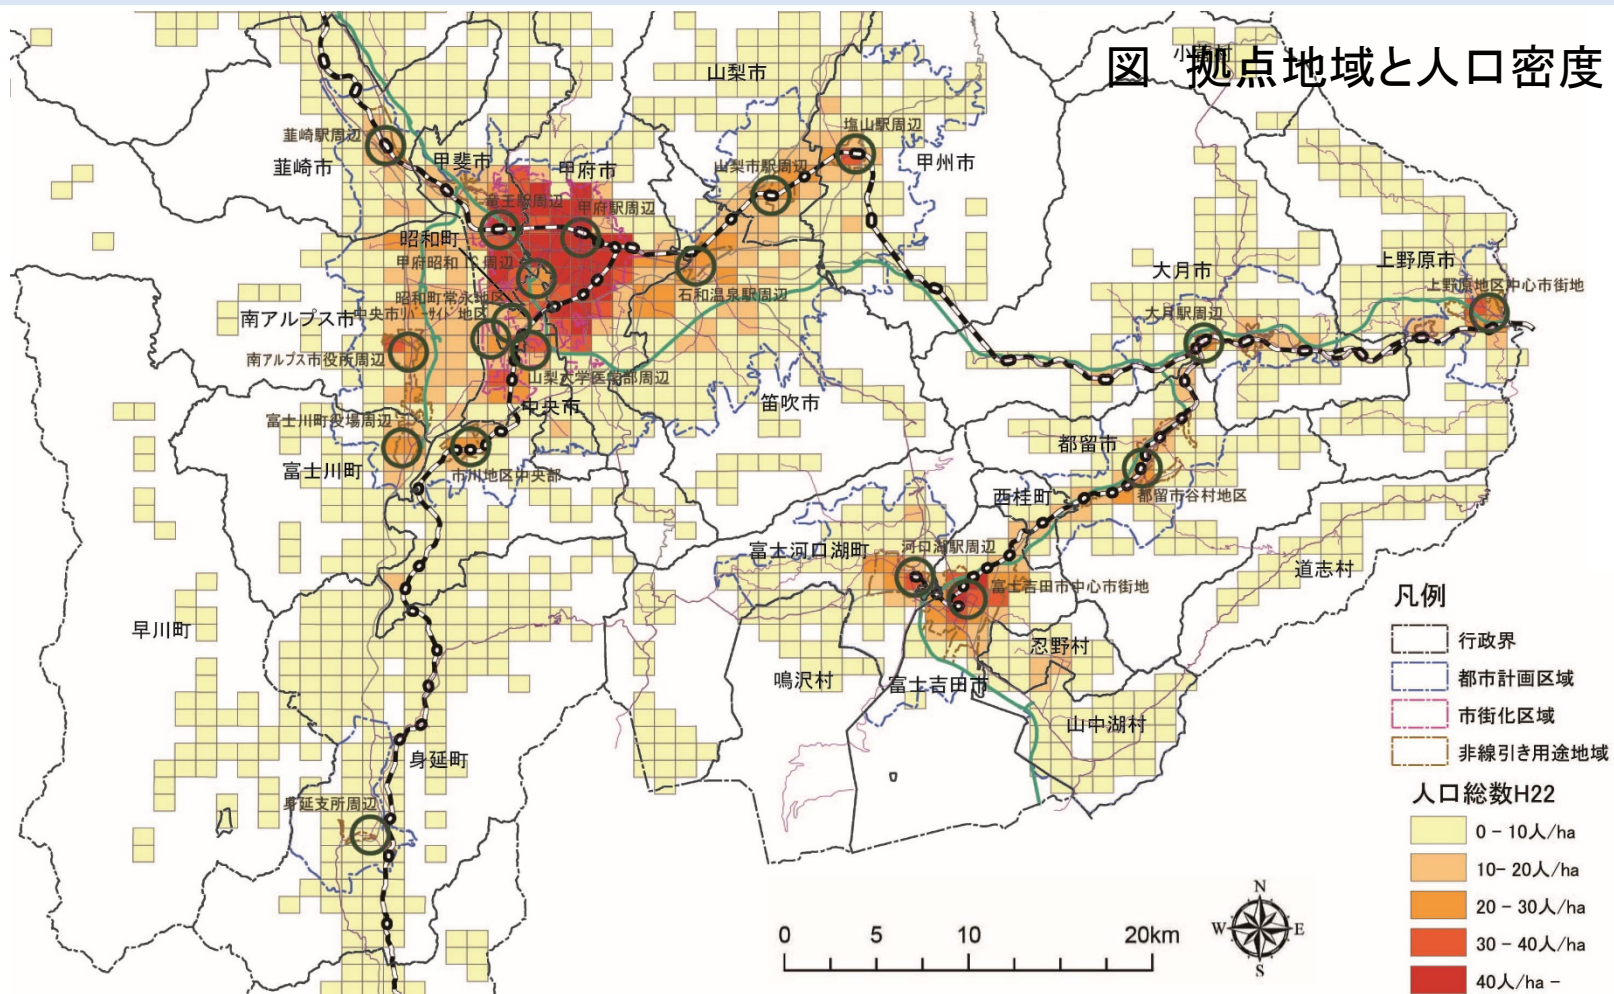 図 拠点地域と人口密度
山梨市
塩山駅周辺
韮崎駅周辺
韮崎市
甲斐市
甲府市
山梨市駅周辺
甲州市
竜王駅周辺
甲府駅周辺
昭和町
甲府昭和IC周辺
石和温泉駅周辺
大月市
上野原市
上野原地区中心市街地
昭和町常永地区
中央市リバーサイド地区
南アルプス市
大月駅周辺
南アルプス市役所周辺
山梨大学医学部周辺
中央市
笛吹市
富士川町役場周辺
富士川町
市川地区中央部
都留市
都留市谷村地区
西桂町
富士河口湖町
河口湖駅周辺
富士吉田市中心市街地
道志村
早川町
忍野村
鳴沢村
富士吉田市
山中湖村
身延町
身延支所周辺
凡例
行政界
都市計画区域
市街化区域
非線引き用途地域
人口総数H22
0 - 10人/ha
10- 20人/ha
20 - 30人/ha
30 - 40人/ha
40人/ha -
0 5 10 20km
N
W E
S